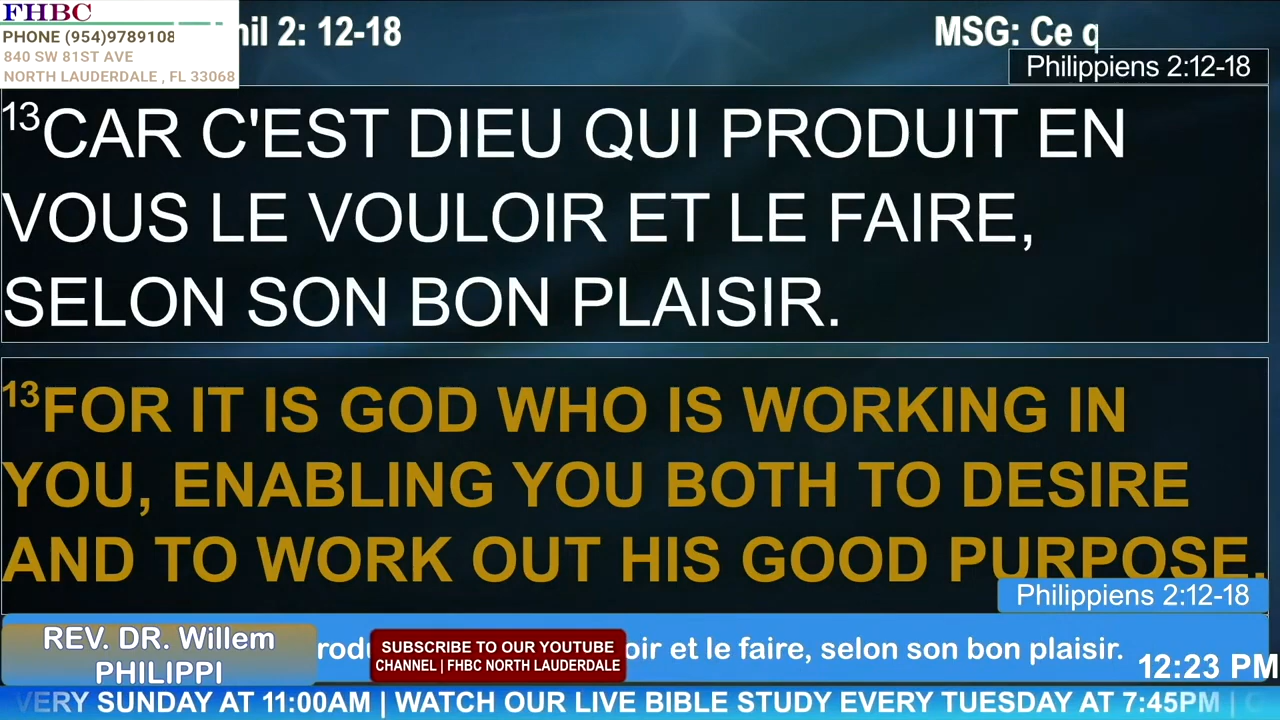 FHBC
PHONE (954)9789108
840 SW 81ST AVE
NORTH LAUDERDALE , FL 33068
2: 12-18
MSG: Ce
Philippiens 2:12-18
13CAR C'EST DIEU QUI PRODUIT EN
VOUS LE VOULOIR ET LE FAIRE,
SELON SON BON PLAISIR.
13FOR IT IS GOD WHO IS WORKING IN
YOU, ENABLING YOU BOTH TO DESIRE
AND TO WORK OUT HIS GOOD PURPOSE.
Philippiens 2:12-18
REV. DR. Willem
PHILIPPI
SUBSCRIBE TO OUR YOUTUBE
CHANNEL | FHBC NORTH LAUDERDALE
et le faire, selon son bon plaisir.
12:23 PM
SUNDAY AT 11:00AM | WATCH OUR LIVE BIBLE STUDY EVERY TUESDAY AT 7:45PM |